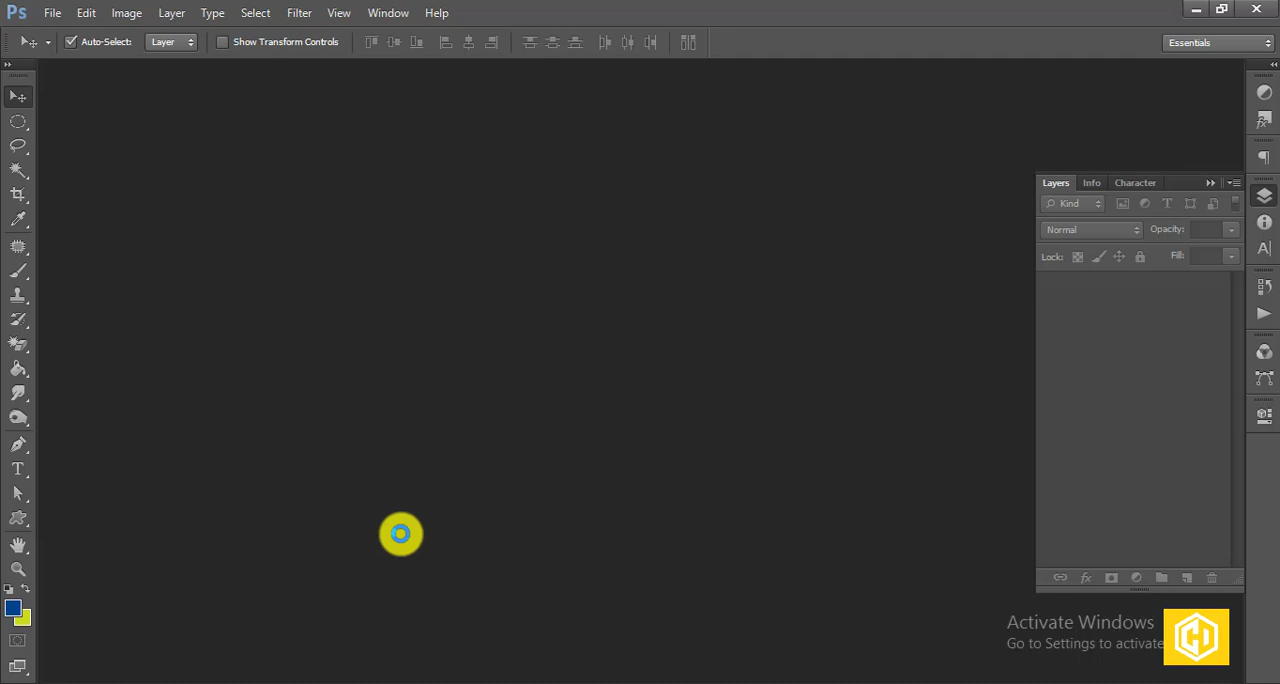 Ps File Edit Image Layer Type Select Filter View Window Help
Auto-Select: Layer Show Transform Controls Essentials
Layers Info Character
Kind
Normal Opacity:
Lock: Fill:
Activate Windows
Go to Settings to activate